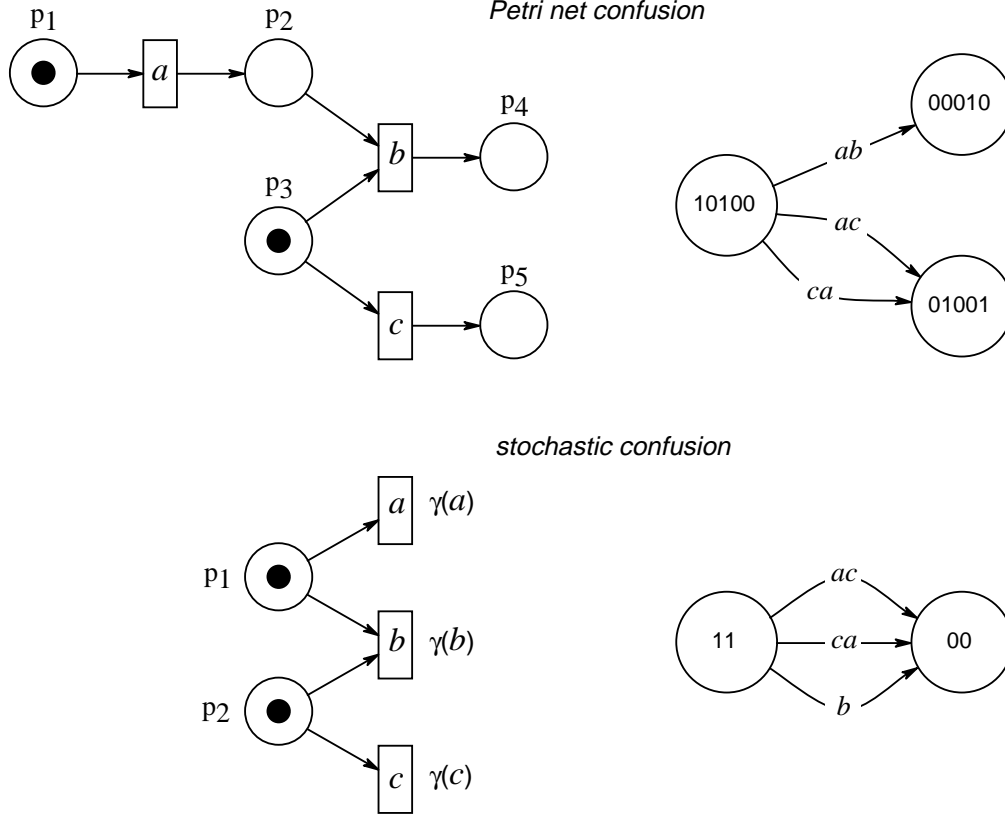 Petri net confusion
p1
a
p2
p4
b
p3
p5
c
00010
ab
10100
ac
ca
01001
stochastic confusion
a γ(a)
p1
b γ(b)
p2
c γ(c)
ac
11
ca
00
b